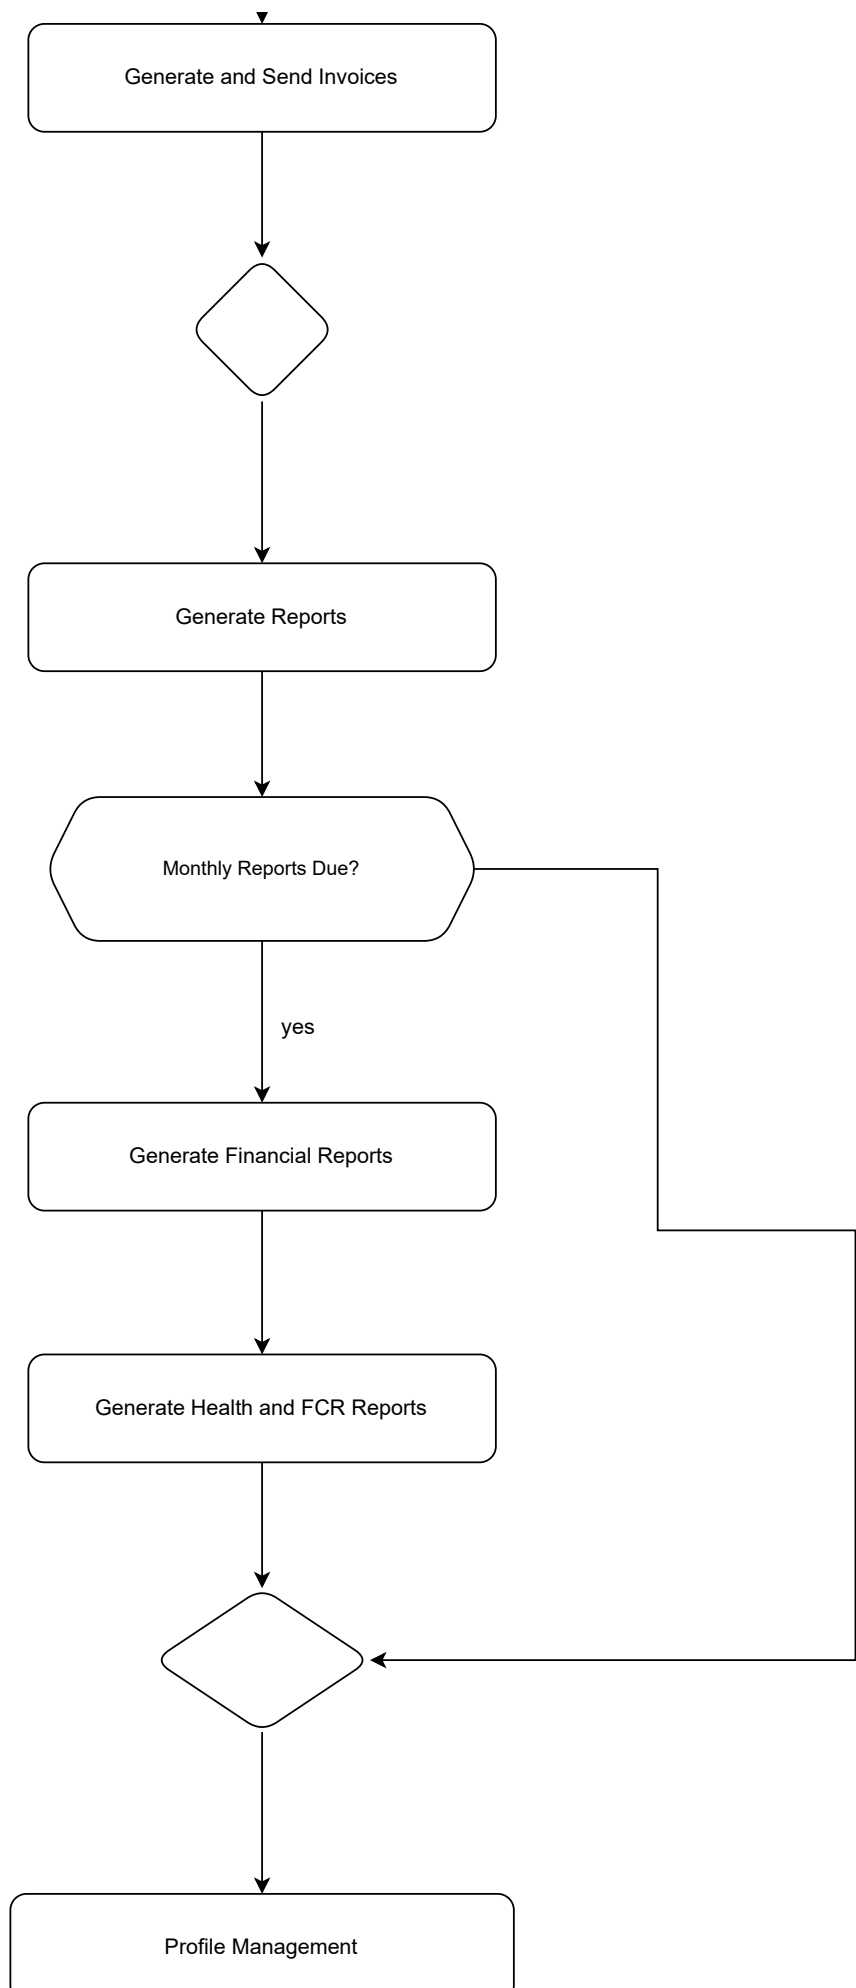 Generate and Send Invoices
Generate Reports
Monthly Reports Due?
yes
Generate Financial Reports
Generate Health and FCR Reports
Profile Management